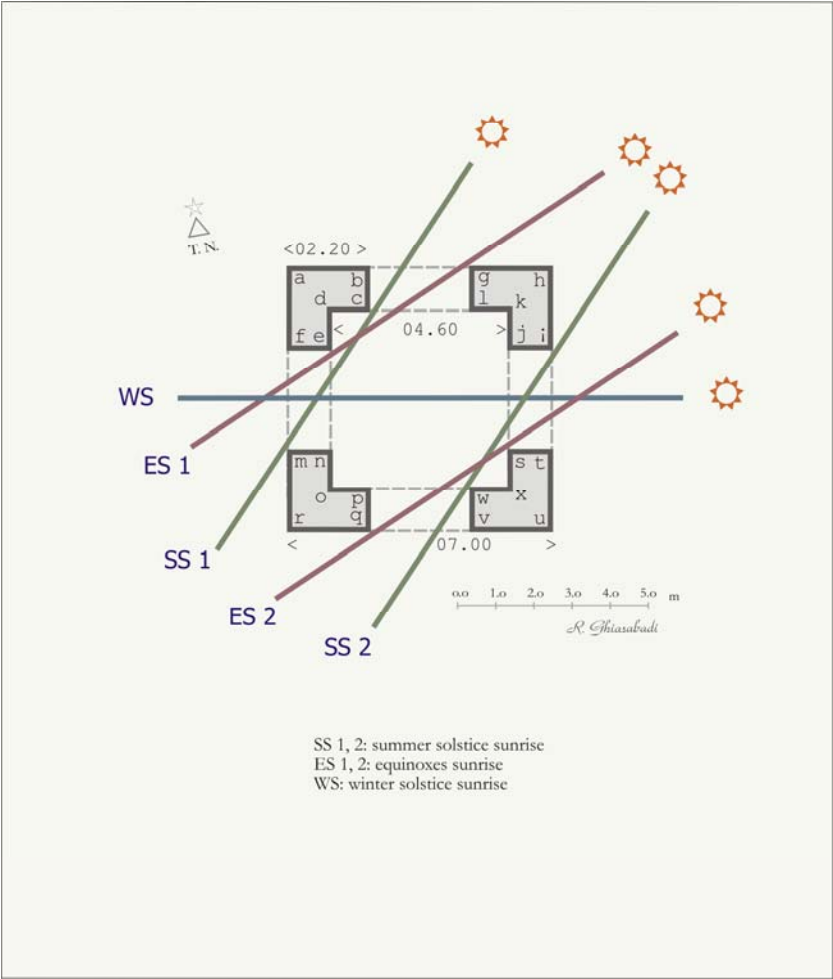 T. N.
<02.20 >
a b g h
d c l k
f e < 04.60 > j i
WS
ES 1
m n s t
o p w x
r q v u
< 07.00 >
SS 1
ES 2
SS 2
0.0 1.0 2.0 3.0 4.0 5.0 m
R. Ghiasabadi
SS 1, 2: summer solstice sunrise
ES 1, 2: equinoxes sunrise
WS: winter solstice sunrise